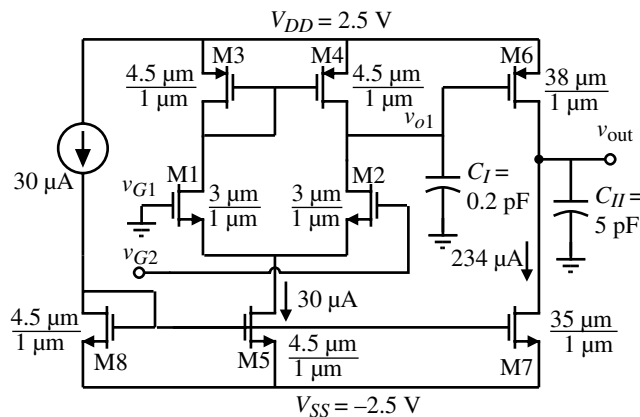 V_DD = 2.5 V
M3
M4
M6
4.5 µm
1 µm
4.5 µm
1 µm
38 µm
1 µm
v_o1
v_out
30 µA
M1
M2
v_G1
3 µm
1 µm
3 µm
1 µm
C_I =
0.2 pF
C_II =
5 pF
v_G2
30 µA
234 µA
4.5 µm
1 µm
M8
M5
4.5 µm
1 µm
M7
35 µm
1 µm
V_SS = –2.5 V